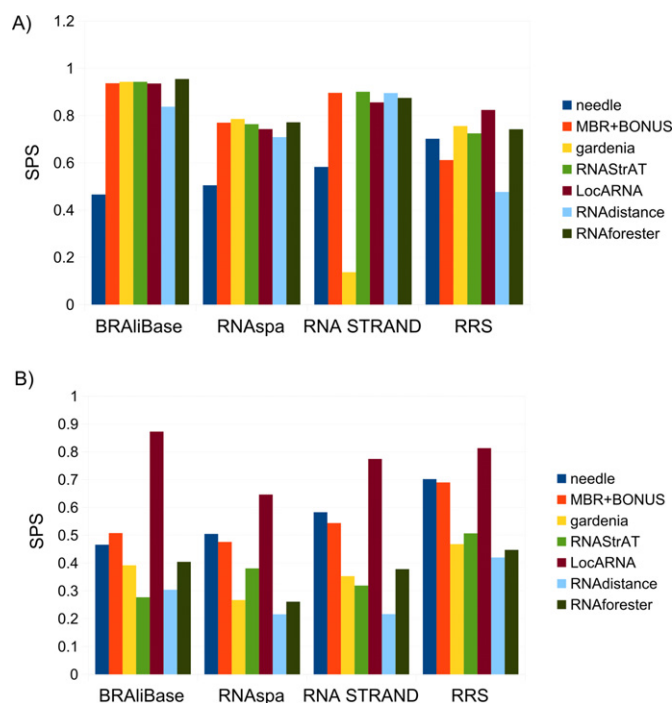 A)
1.2
1
0.8
0.6
0.4
0.2
0
SPS
BRAliBase RNAspa RNA STRAND RRS
needle
MBR+BONUS
gardenia
RNAStrAT
LocARNA
RNAdistance
RNAforester
B)
1
0.9
0.8
0.7
0.6
0.5
0.4
0.3
0.2
0.1
0
SPS
BRAliBase RNAspa RNA STRAND RRS
needle
MBR+BONUS
gardenia
RNAStrAT
LocARNA
RNAdistance
RNAforester